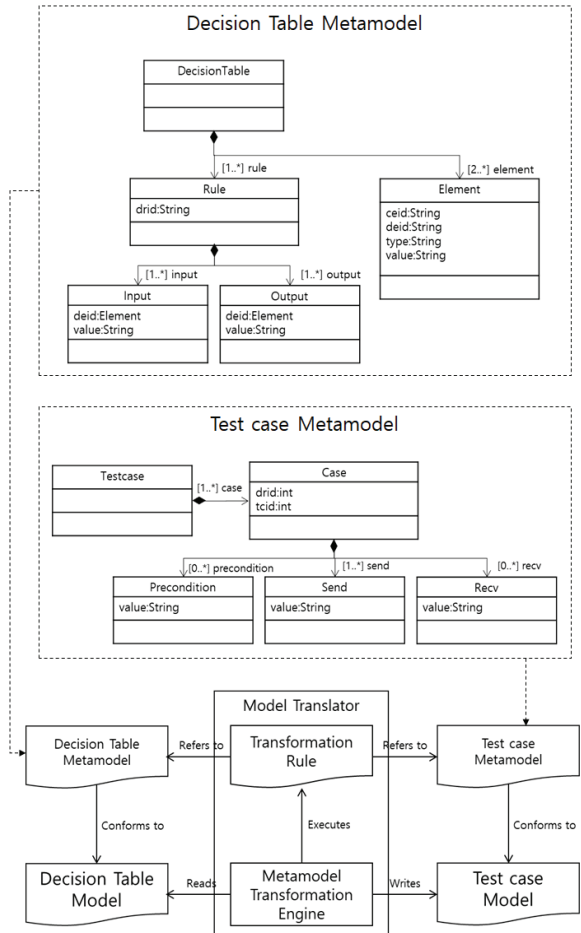 Decision Table Metamodel
DecisionTable
[1..*] rule
[2..*] element
Rule
drid:String
Element
ceid:String
deid:String
type:String
value:String
[1..*] input
[1..*] output
Input
deid:Element
value:String
Output
deid:Element
value:String
Test case Metamodel
Testcase
[1..*] case
Case
drid:int
tcid:int
[0..*] precondition
[1..*] send
[0..*] recv
Precondition
value:String
Send
value:String
Recv
value:String
Model Translator
Decision Table
Metamodel
Refers to
Transformation
Rule
Refers to
Test case
Metamodel
Conforms to
Executes
Conforms to
Decision Table
Model
Reads
Metamodel
Transformation
Engine
Writes
Test case
Model